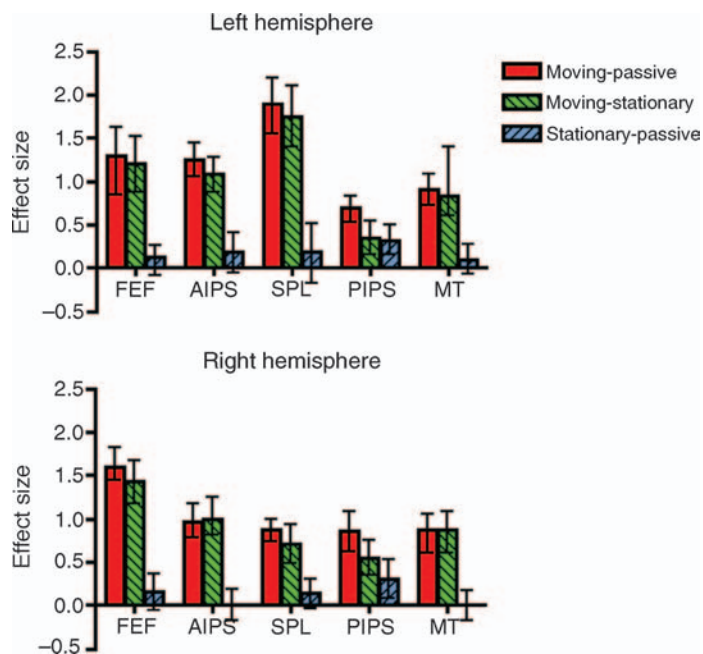 Left hemisphere
2.5
2.0
1.5
1.0
0.5
0.0
–0.5
Effect size
FEF AIPS SPL PIPS MT
Moving-passive
Moving-stationary
Stationary-passive
Right hemisphere
2.5
2.0
1.5
1.0
0.5
0.0
–0.5
Effect size
FEF AIPS SPL PIPS MT